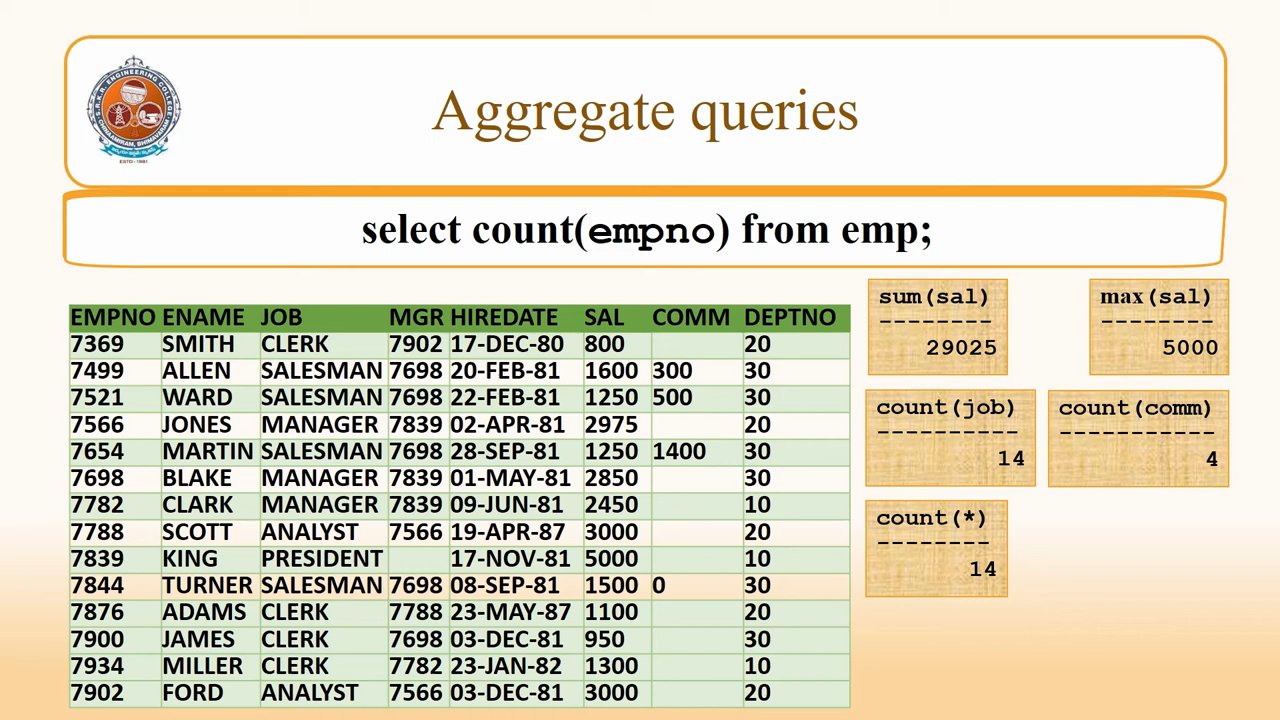 S.R.K.R. ENGINEERING COLLEGE
CHINAMIRAM, BHIMAVARAM
ESTD - 1980
Aggregate queries
select count(empno) from emp;
EMPNO ENAME JOB MGR HIREDATE SAL COMM DEPTNO
7369 SMITH CLERK 7902 17-DEC-80 800 20
7499 ALLEN SALESMAN 7698 20-FEB-81 1600 300 30
7521 WARD SALESMAN 7698 22-FEB-81 1250 500 30
7566 JONES MANAGER 7839 02-APR-81 2975 20
7654 MARTIN SALESMAN 7698 28-SEP-81 1250 1400 30
7698 BLAKE MANAGER 7839 01-MAY-81 2850 30
7782 CLARK MANAGER 7839 09-JUN-81 2450 10
7788 SCOTT ANALYST 7566 19-APR-87 3000 20
7839 KING PRESIDENT 17-NOV-81 5000 10
7844 TURNER SALESMAN 7698 08-SEP-81 1500 0 30
7876 ADAMS CLERK 7788 23-MAY-87 1100 20
7900 JAMES CLERK 7698 03-DEC-81 950 30
7934 MILLER CLERK 7782 23-JAN-82 1300 10
7902 FORD ANALYST 7566 03-DEC-81 3000 20
sum(sal)
--------
29025
max(sal)
-------
5000
count(job)
----------
14
count(comm)
-----------
4
count(*)
--------
14